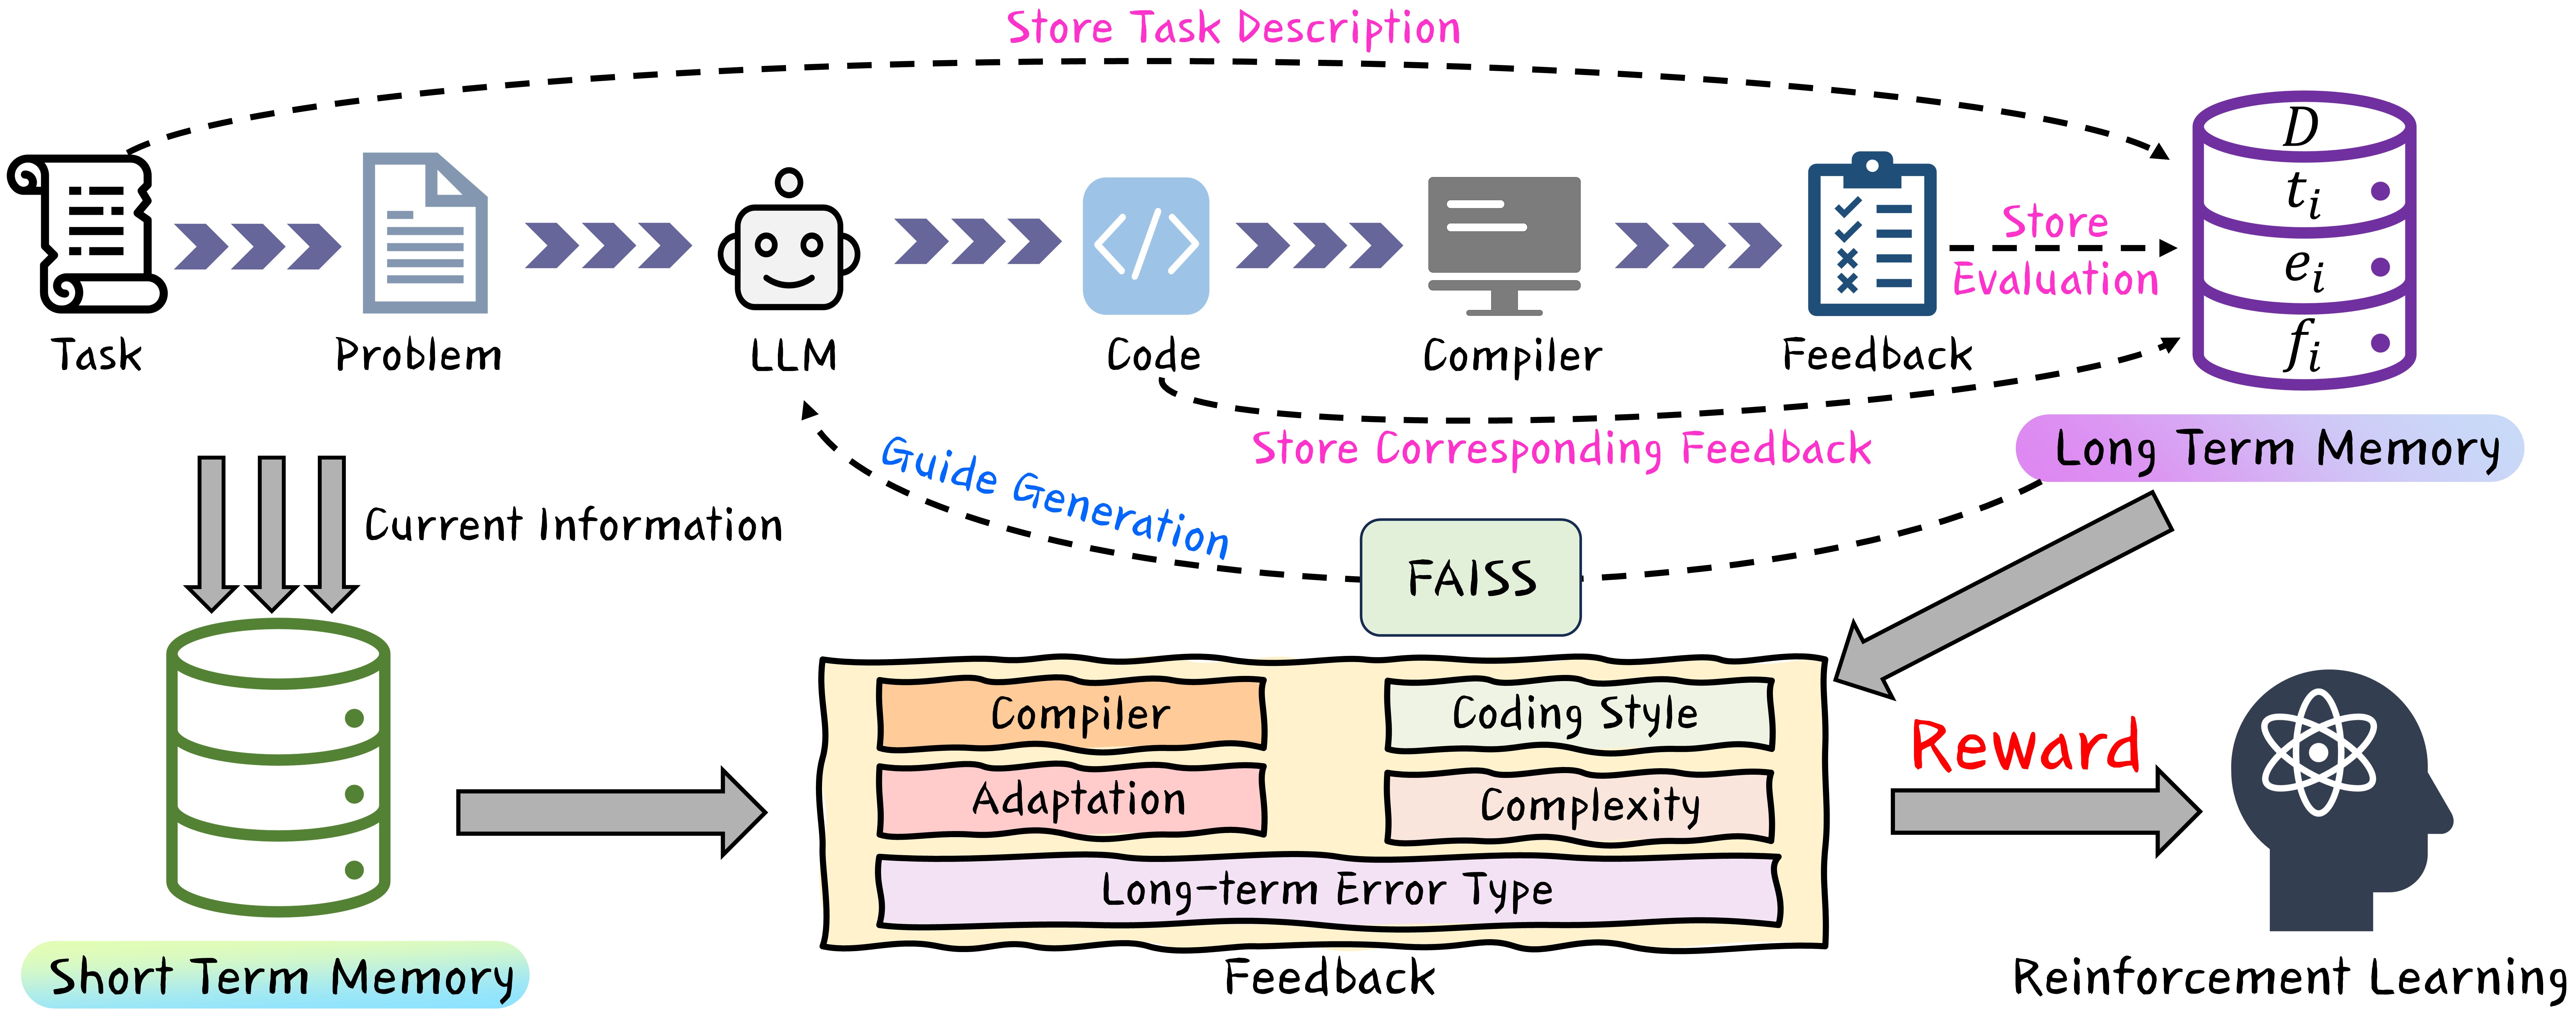 Store Task Description
D
t_i
e_i
f_i
Store
Evaluation
Task
Problem
LLM
Code
Compiler
Feedback
Store Corresponding Feedback
Long Term Memory
Guide Generation
Current Information
FAISS
Compiler
Coding Style
Adaptation
Complexity
Long-term Error Type
Reward
Short Term Memory
Feedback
Reinforcement Learning